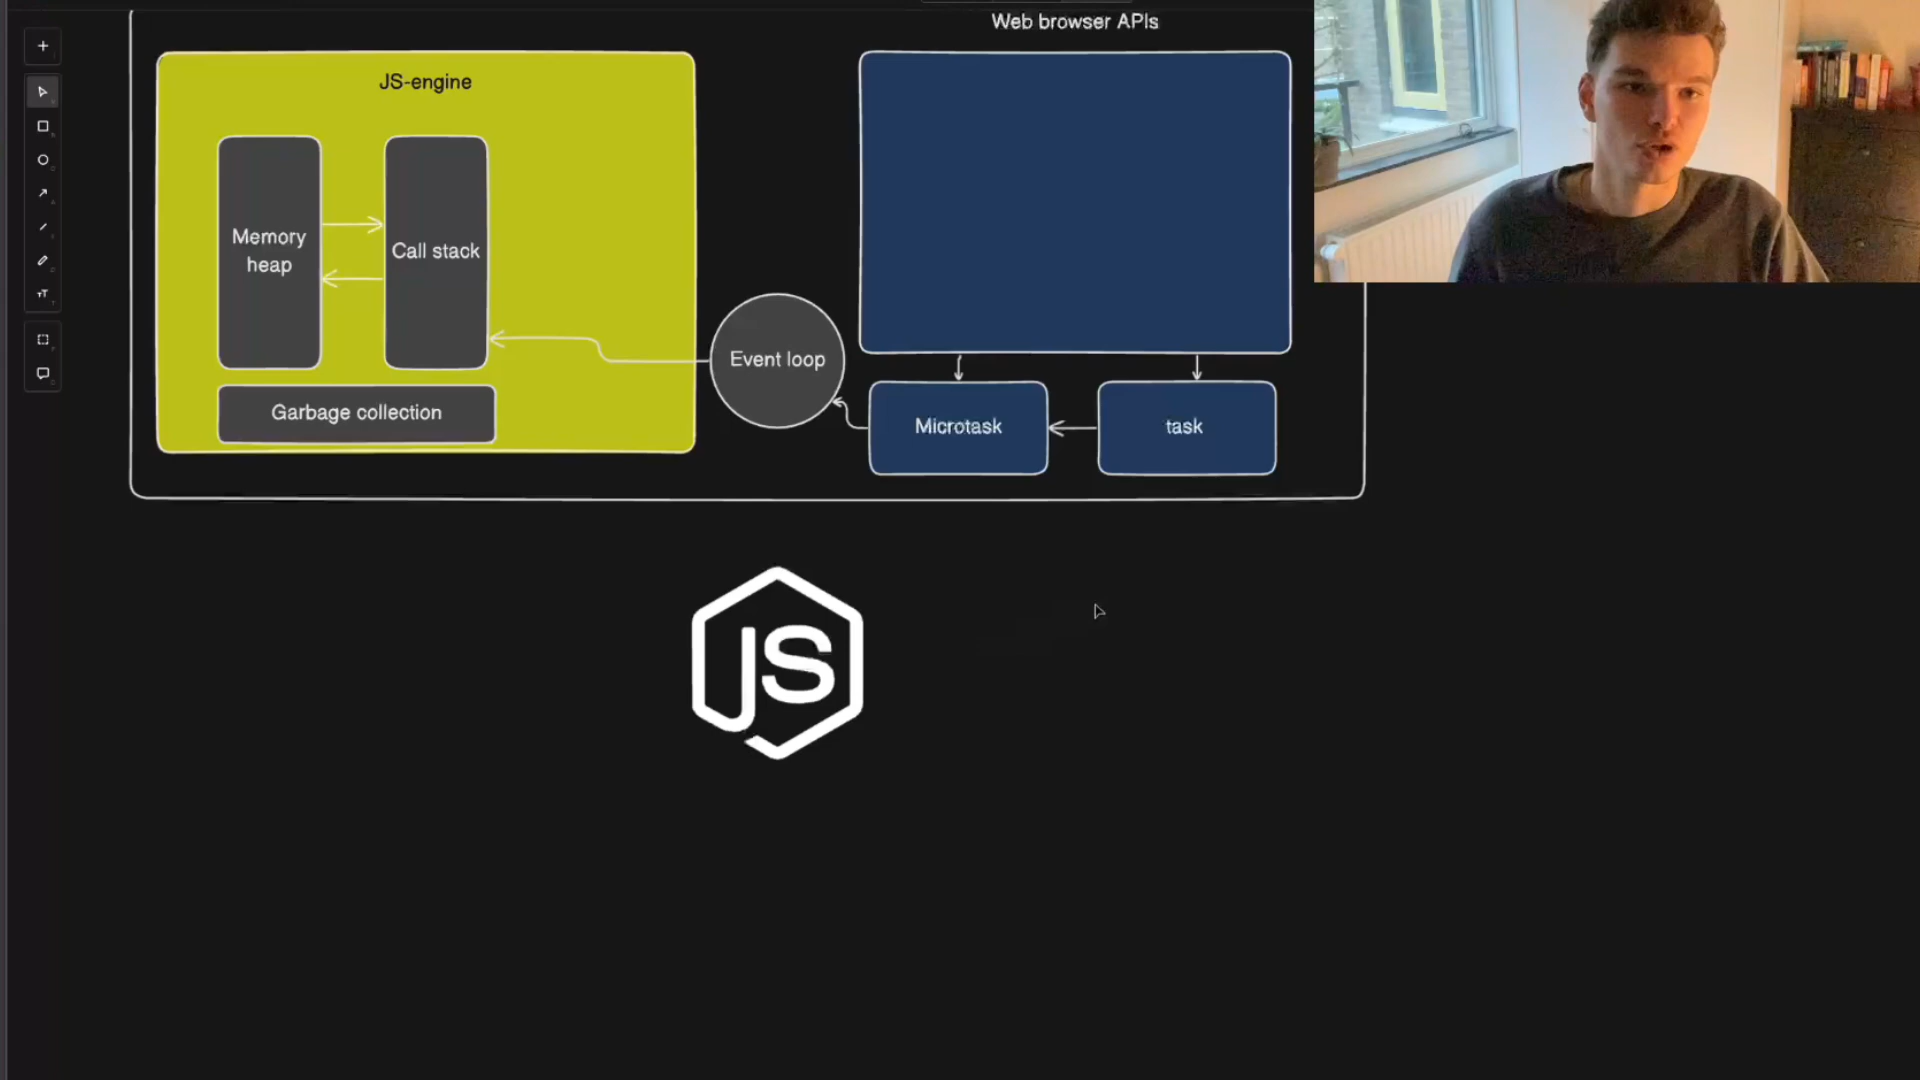 Web browser APIs
JS-engine
Memory
heap
Call stack
Event loop
Garbage collection
Microtask
task
JS